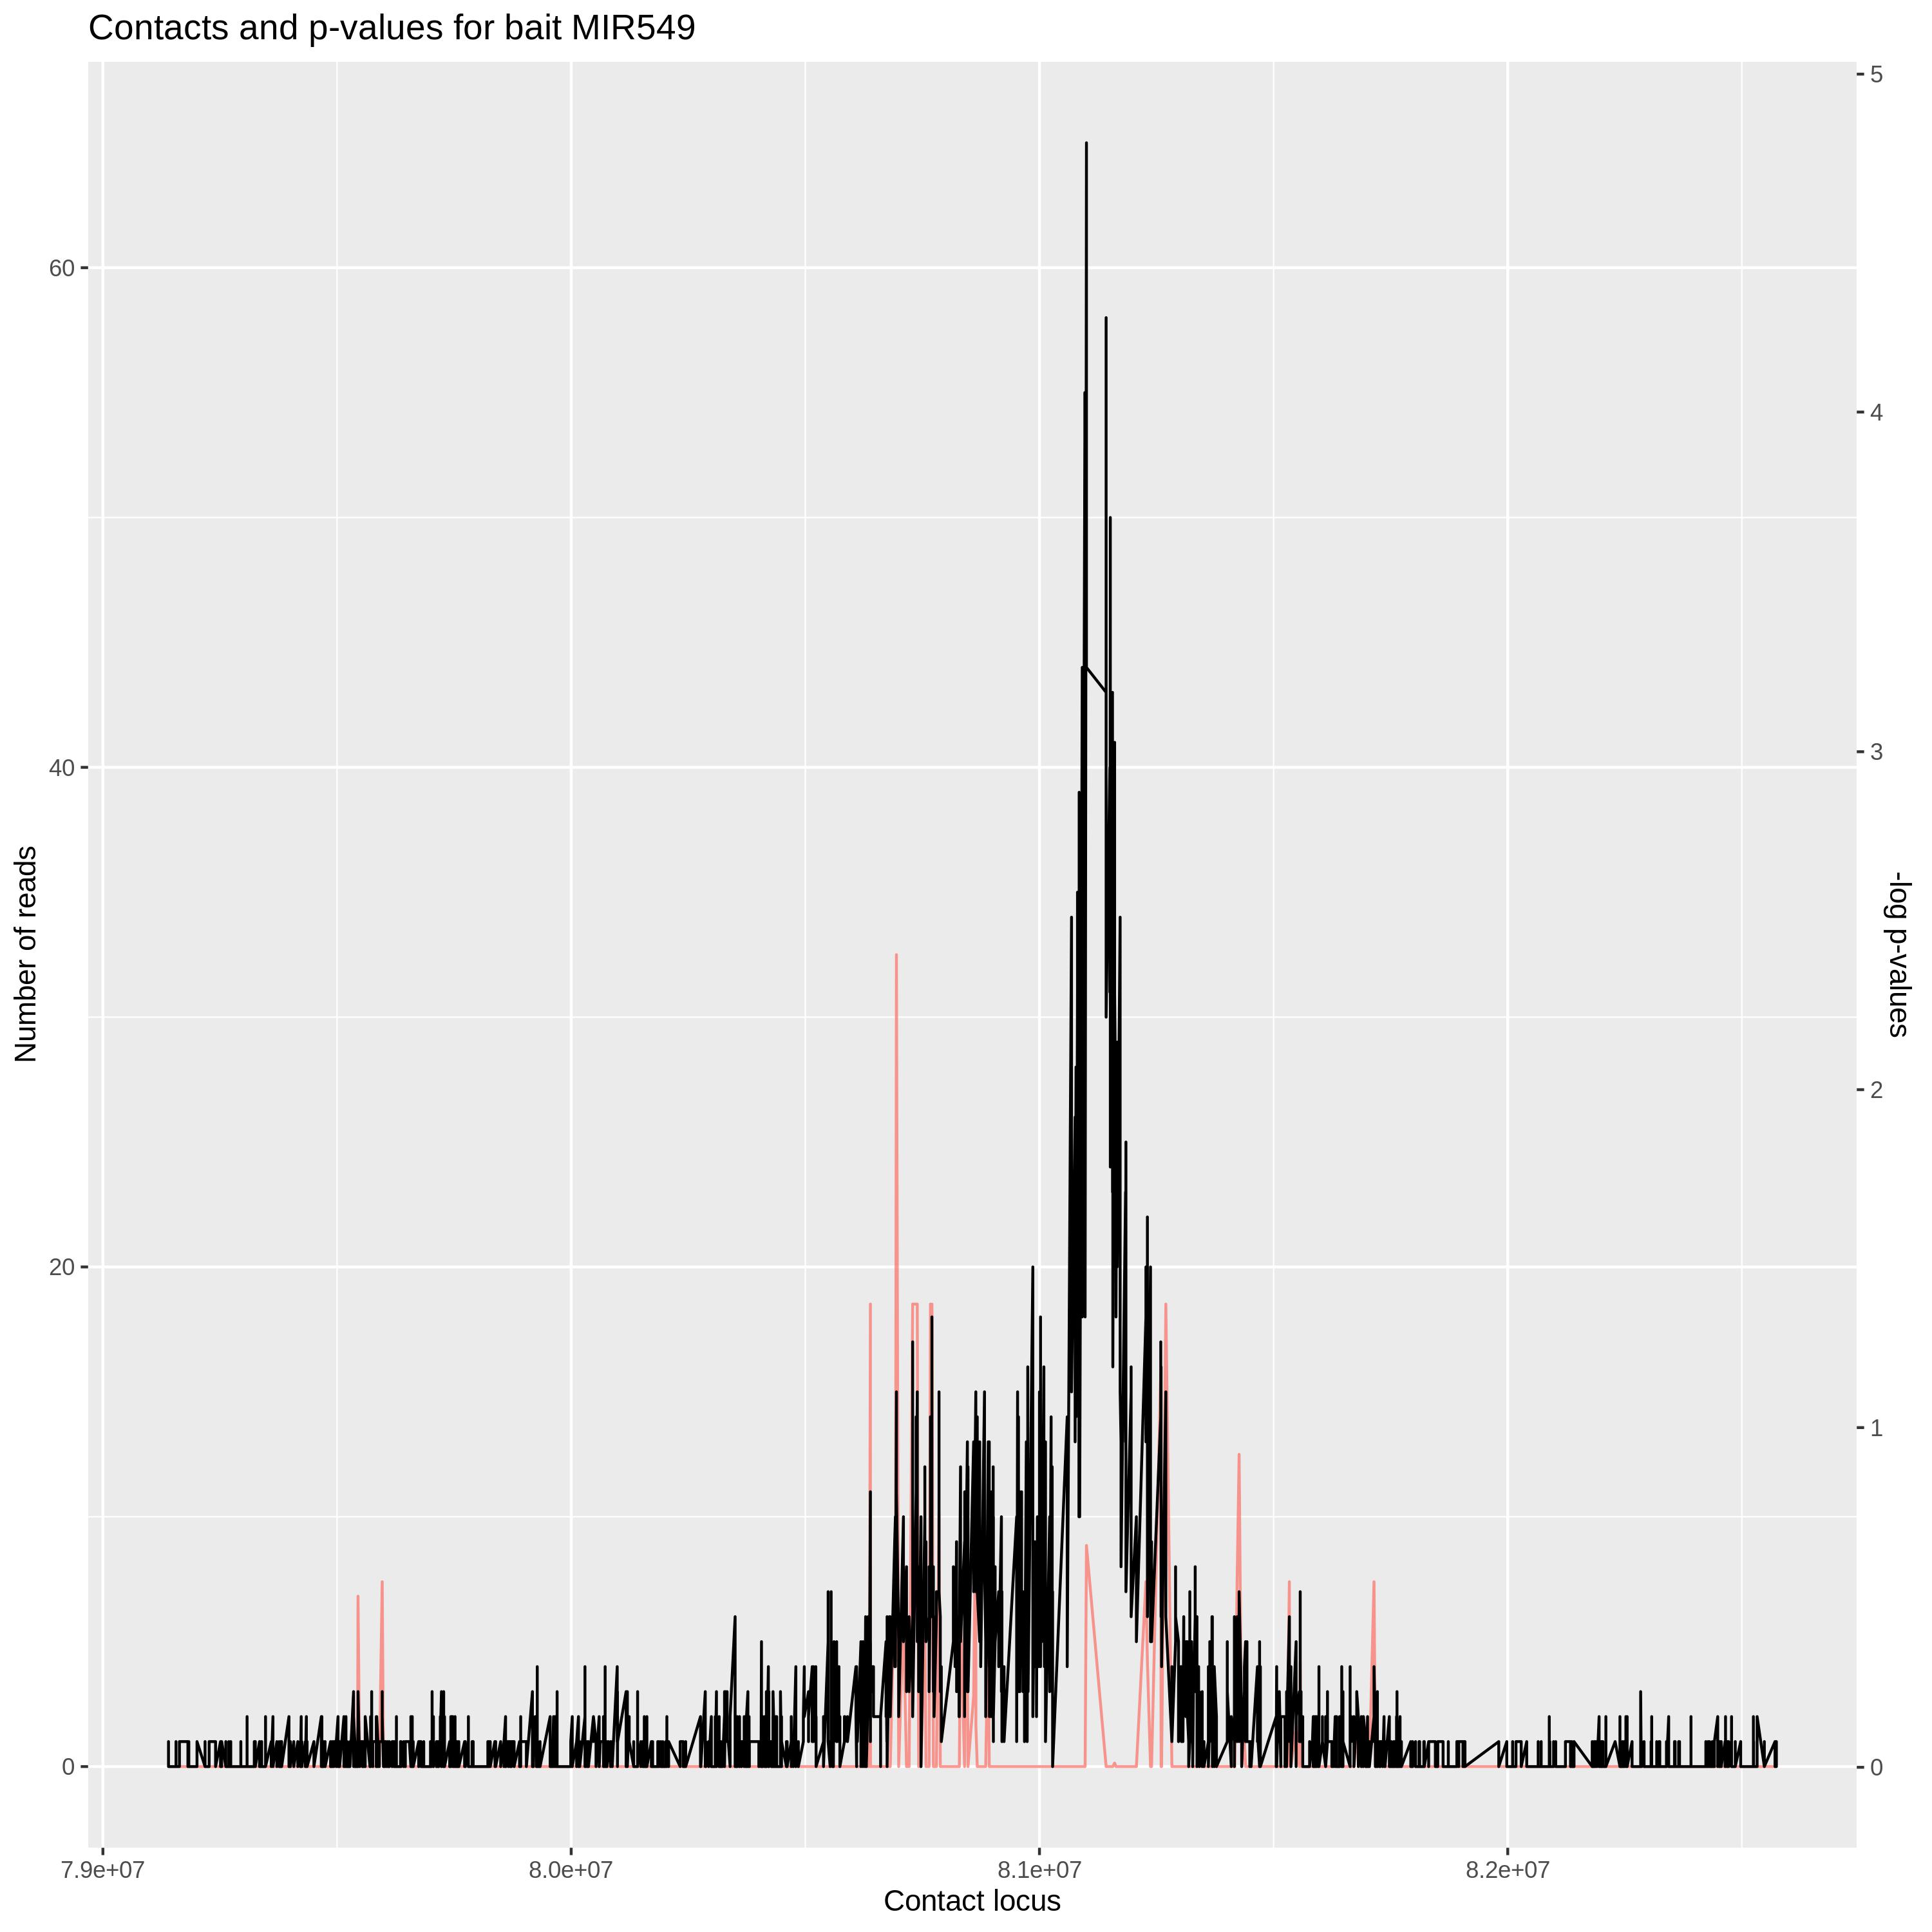 Contacts and p-values for bait MIR549
Number of reads
60
40
20
0
5
4
3
2
1
0
-log p-values
7.9e+07 8.0e+07 8.1e+07 8.2e+07
Contact locus